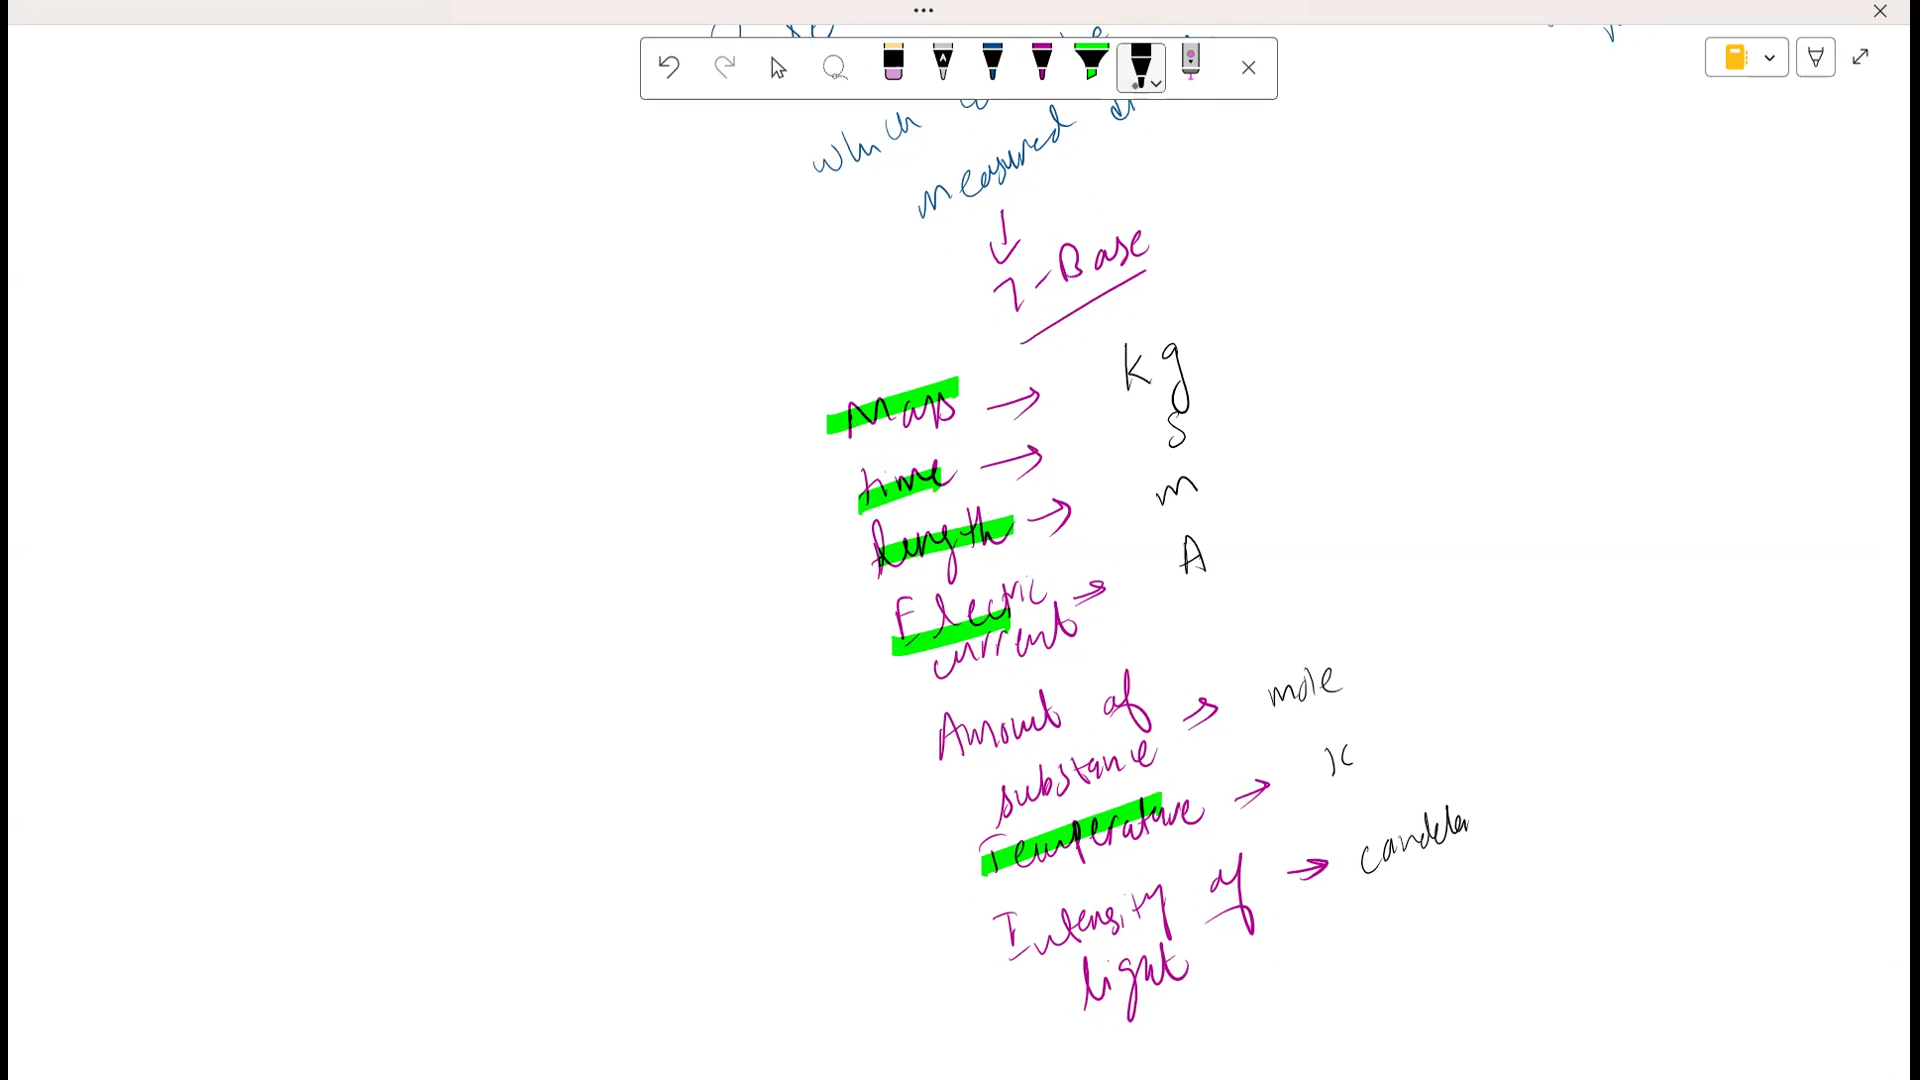 which
measured
7-Base
Mass → kg
time → s
length → m
Electric → A
current
Amount of → mole
substance
Temperature → K
Intensity of → candela
light